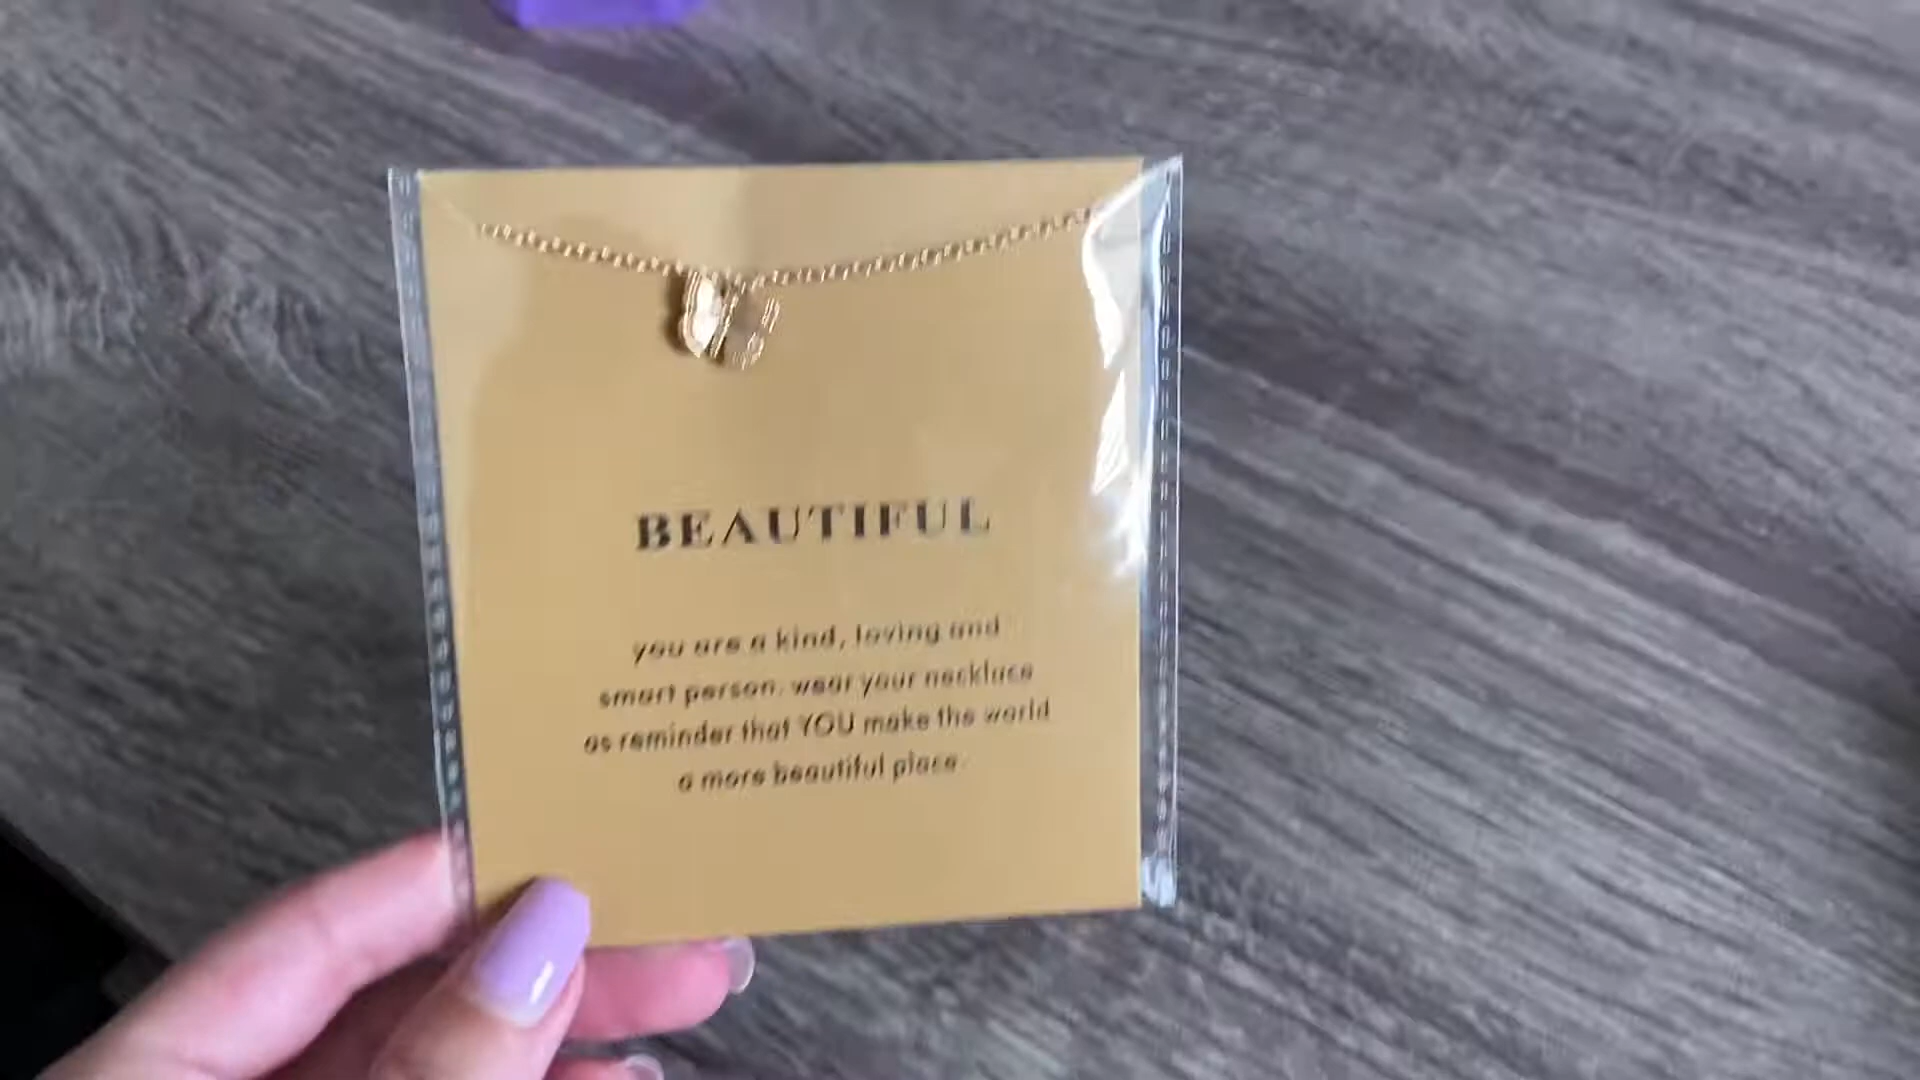 BEAUTIFUL
you are a kind, loving and
smart person. wear your necklace
as reminder that YOU make the world
a more beautiful place.